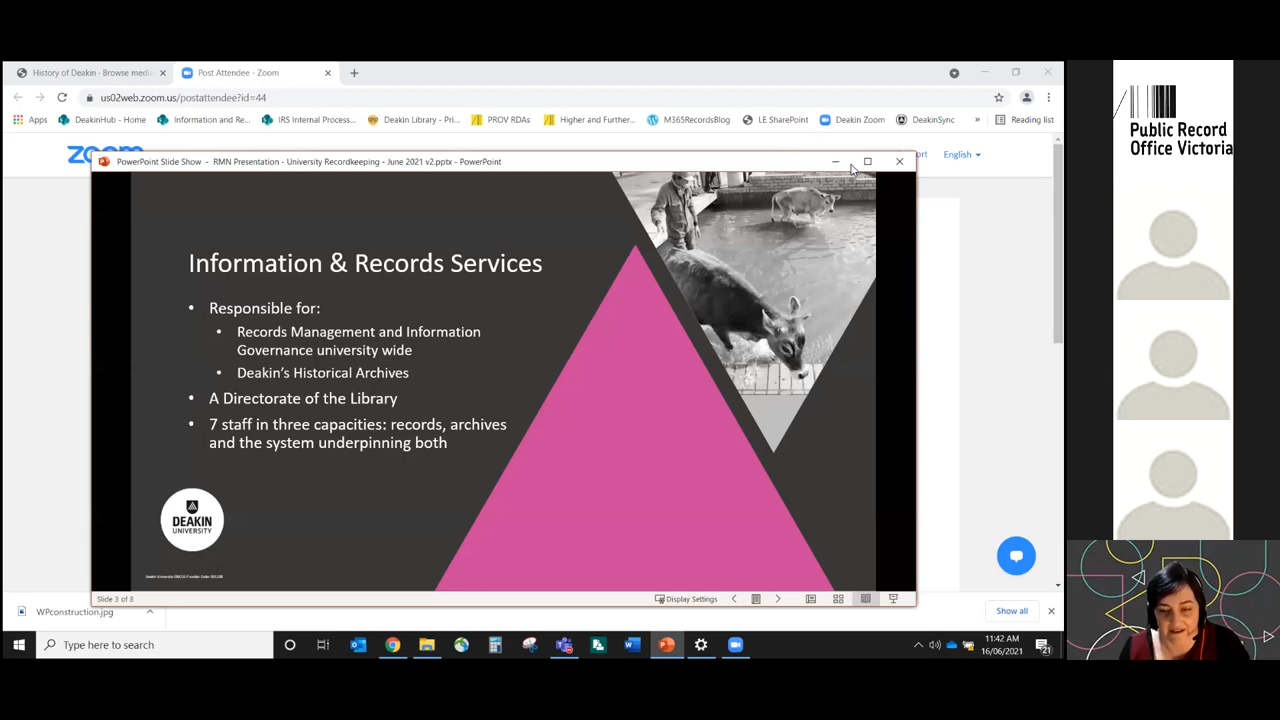 History of Deakin · Browse medi
Post Attendee - Zoom
us02web.zoom.us/postattendee?id=44
Apps
DeakinHub - Home
Information and Re...
IRS Internal Process...
Deakin Library - Pri...
PROV RDAs
Higher and Further...
M365RecordsBlog
LE SharePoint
Deakin Zoom
DeakinSync
»
Reading list
zoom
ort
English
PowerPoint Slide Show - RMN Presentation - University Recordkeeping - June 2021 v2.pptx - PowerPoint
Information & Records Services
• Responsible for:
• Records Management and Information
Governance university wide
• Deakin's Historical Archives
• A Directorate of the Library
• 7 staff in three capacities: records, archives
and the system underpinning both
DEAKIN
UNIVERSITY
Slide 3 of 8
Display Settings
WPconstruction.jpg
Show all
Type here to search
11:42 AM
16/06/2021
21
Public Record
Office Victoria